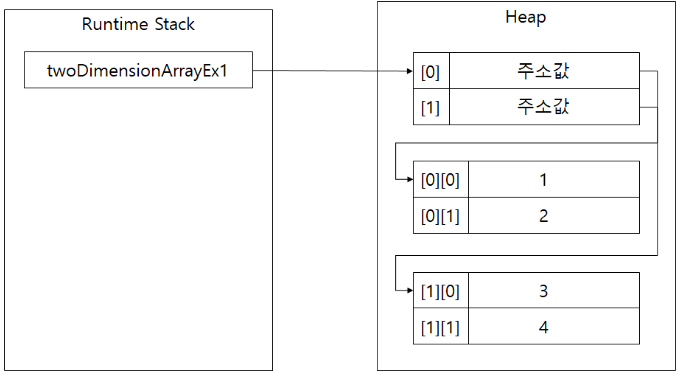 Runtime Stack
twoDimensionArrayEx1
Heap
[0] 주소값
[1] 주소값
[0][0] 1
[0][1] 2
[1][0] 3
[1][1] 4